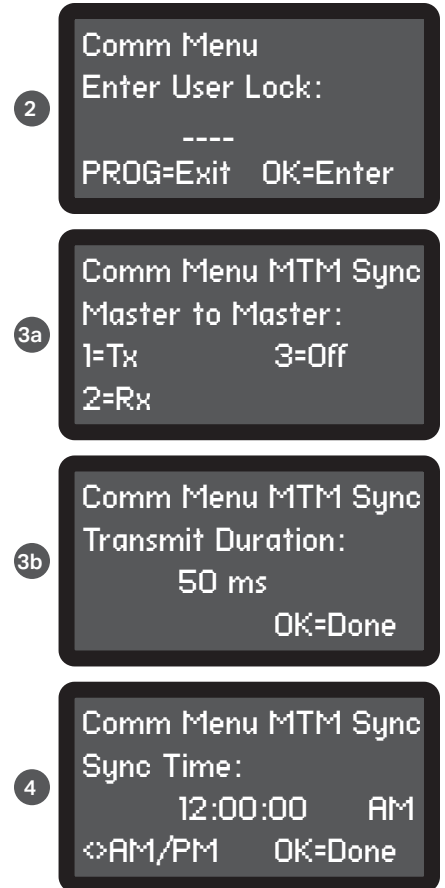 2
Comm Menu
Enter User Lock:
----
PROG=Exit OK=Enter
3a
Comm Menu MTM Sync
Master to Master:
1=Tx 3=Off
2=Rx
3b
Comm Menu MTM Sync
Transmit Duration:
50 ms
OK=Done
4
Comm Menu MTM Sync
Sync Time:
12:00:00 AM
<>AM/PM OK=Done